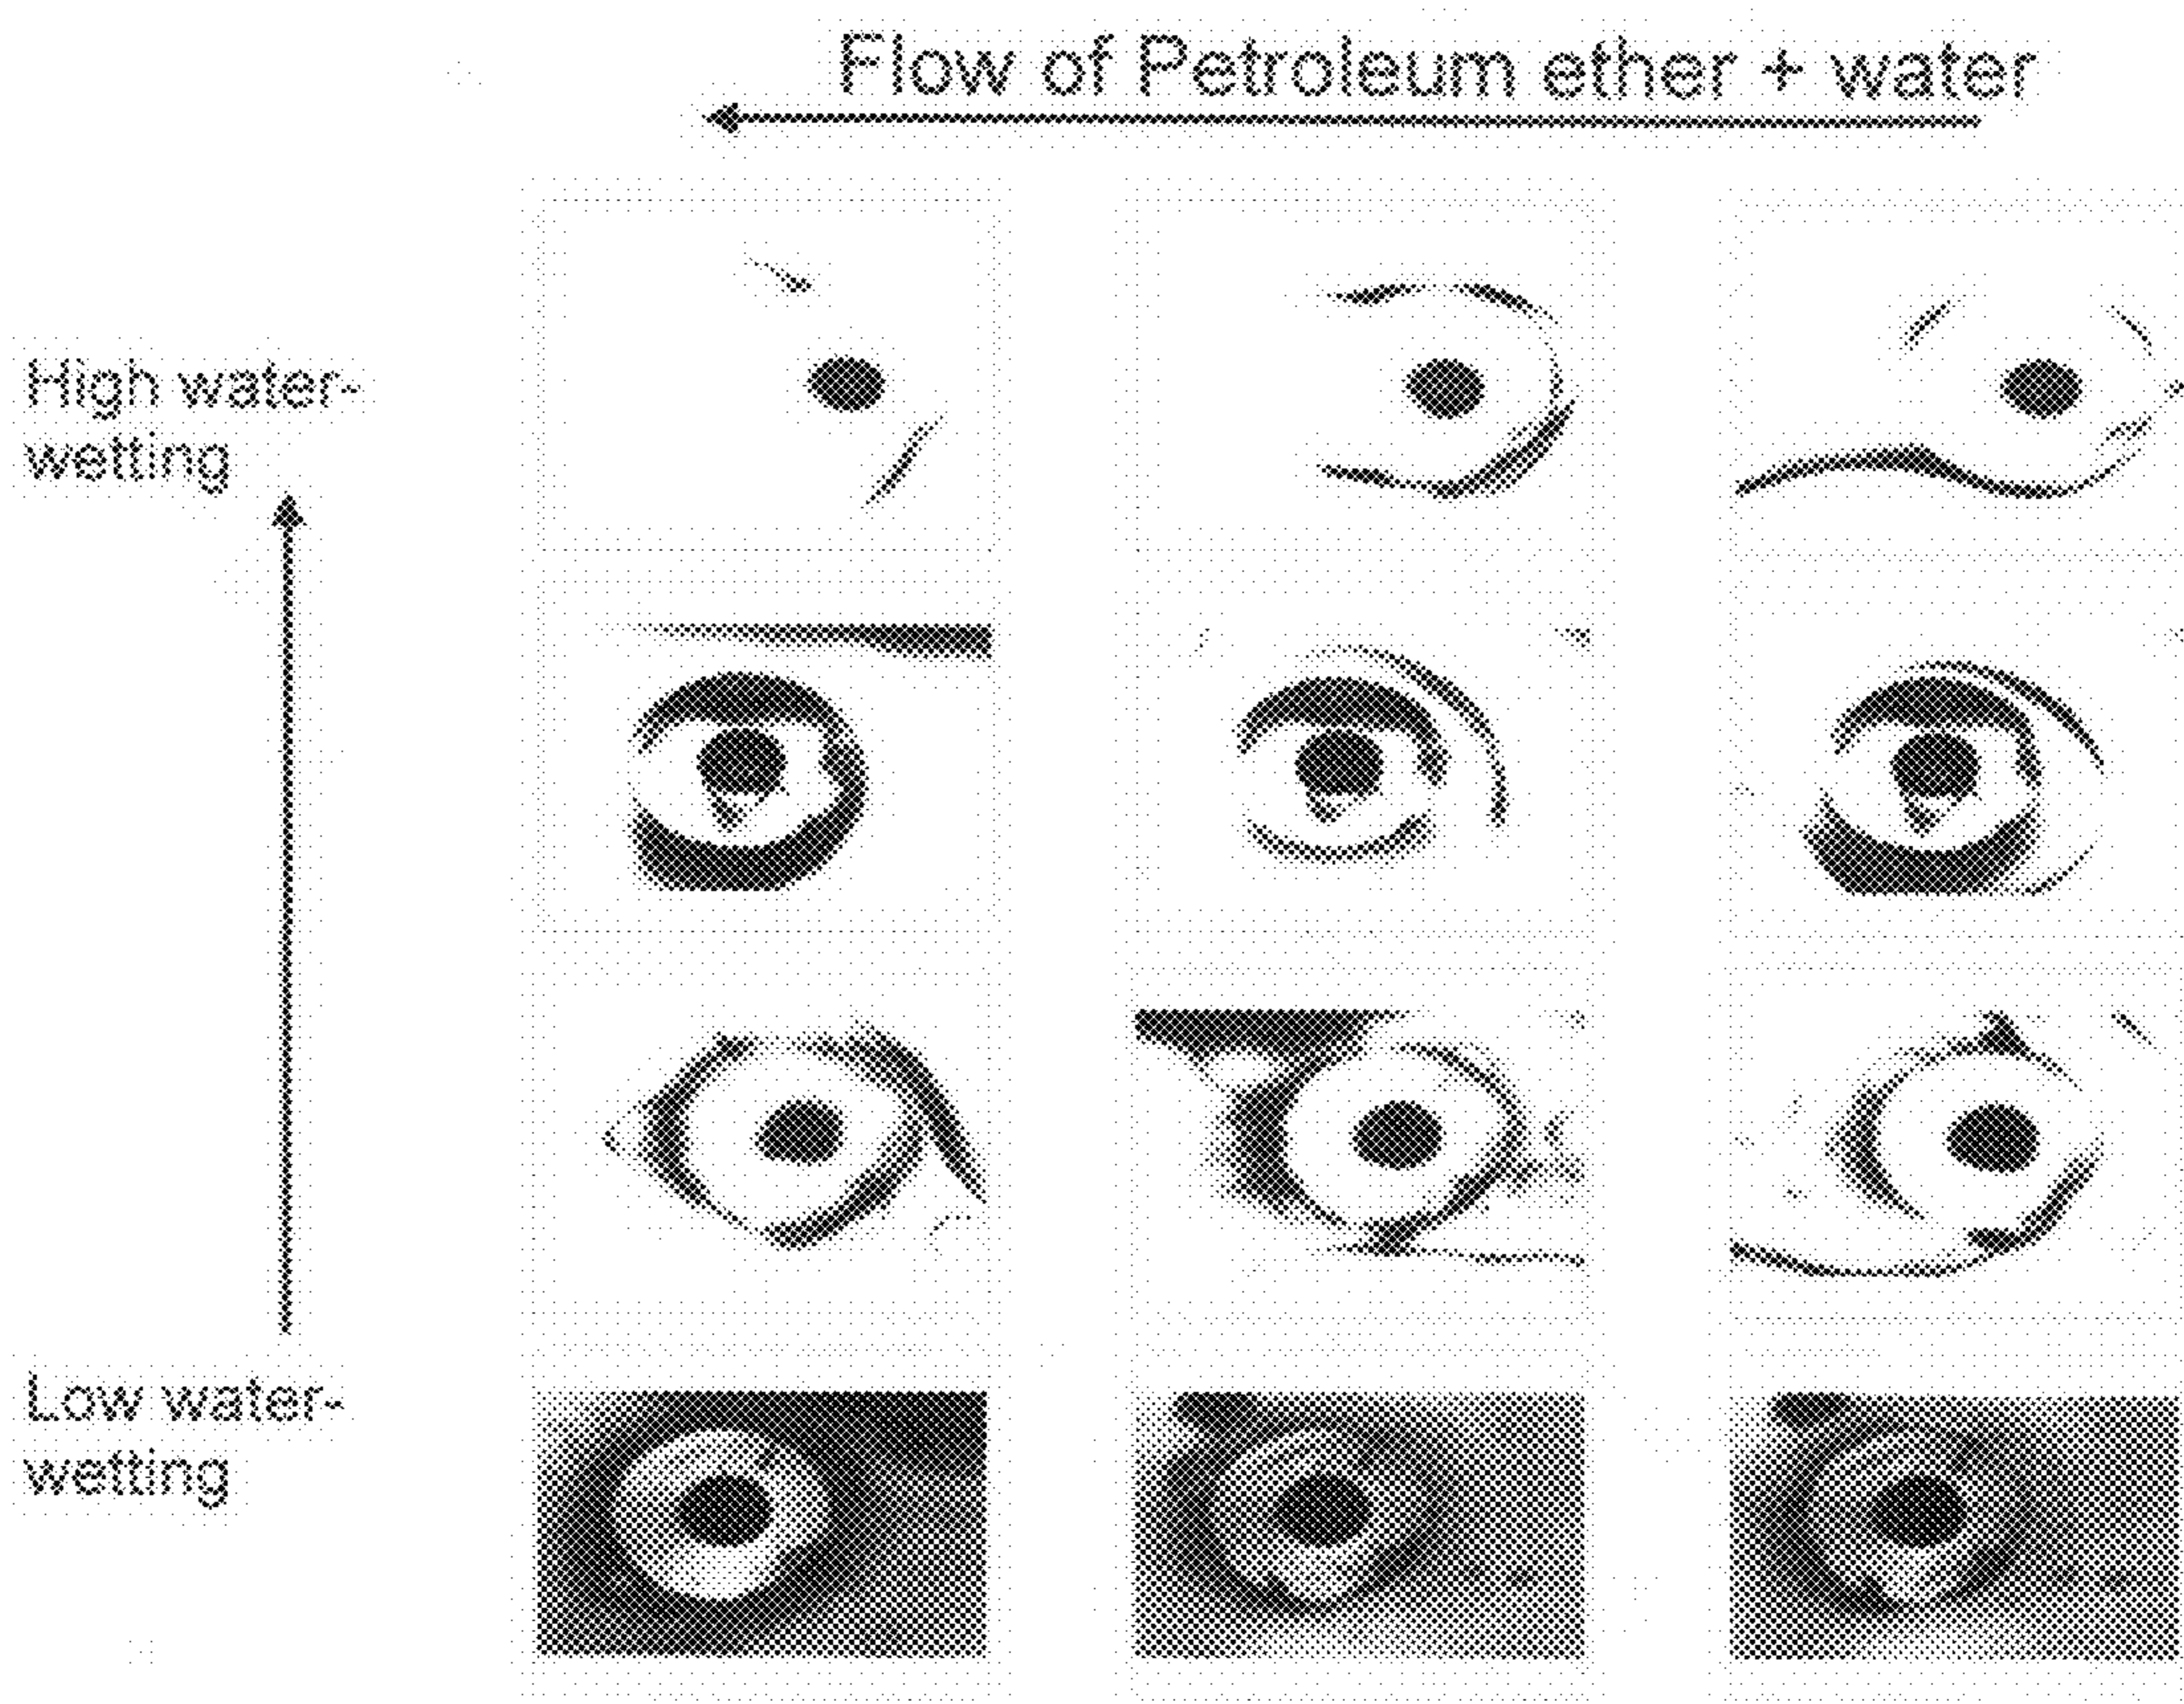 Flow of Petroleum ether + water
High water-
wetting
Low water-
wetting